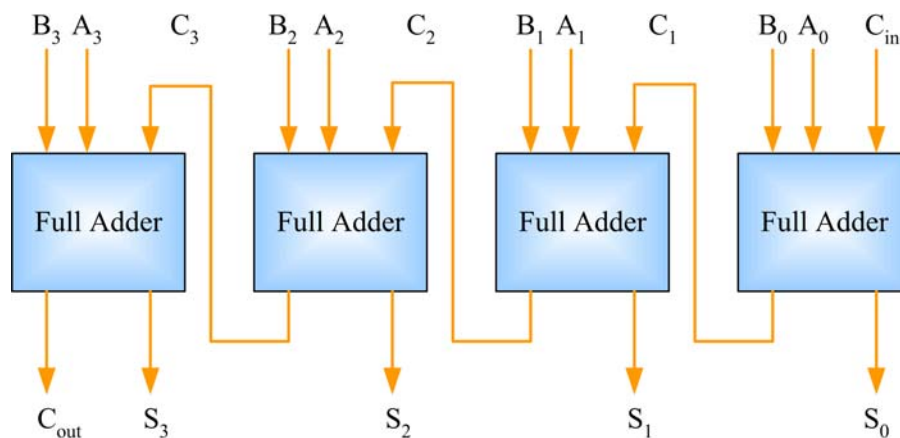 B₃ A₃ C₃ B₂ A₂ C₂ B₁ A₁ C₁ B₀ A₀ Cᵢₙ
Full Adder Full Adder Full Adder Full Adder
Cₒᵤₜ S₃ S₂ S₁ S₀